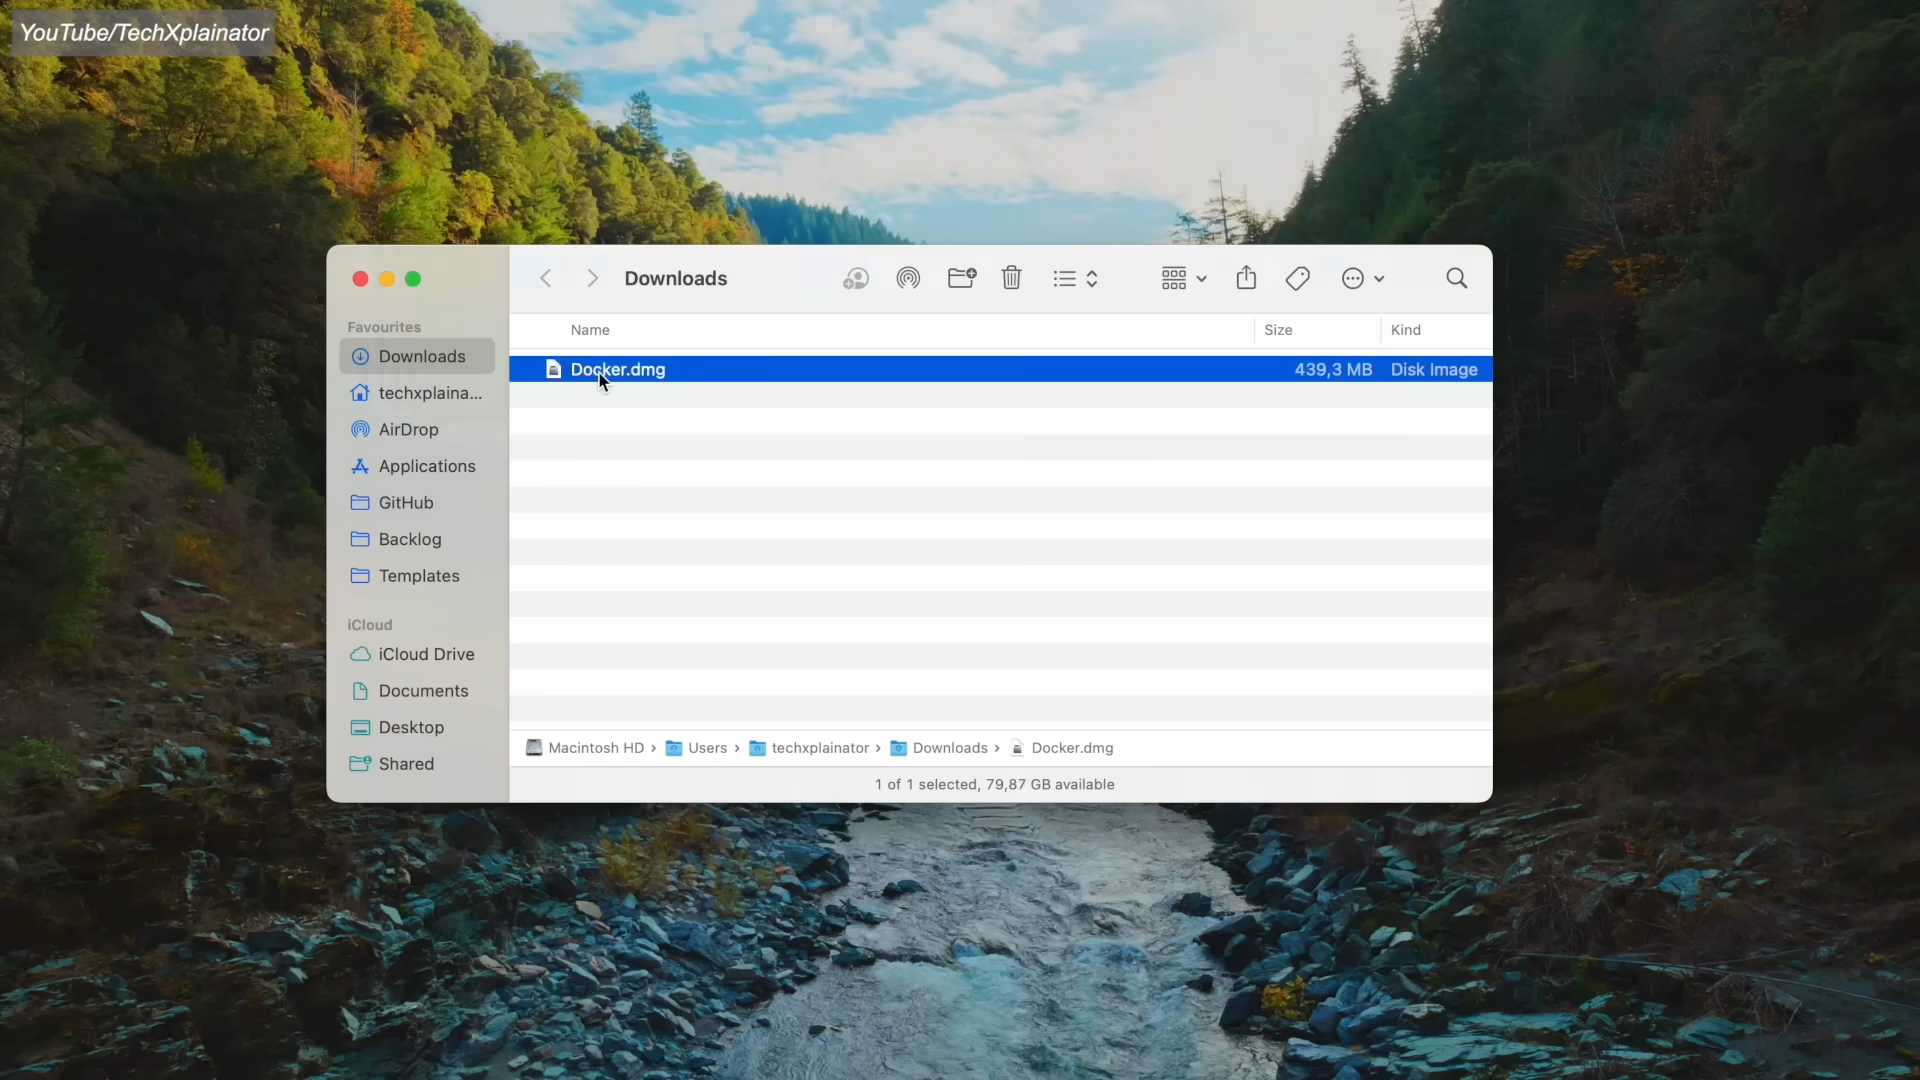 YouTube/TechXplainator
Downloads
Favourites
Downloads
techxplaina...
AirDrop
Applications
GitHub
Backlog
Templates
iCloud
iCloud Drive
Documents
Desktop
Shared
Name Size Kind
Docker.dmg 439,3 MB Disk Image
Macintosh HD › Users › techxplainator › Downloads › Docker.dmg
1 of 1 selected, 79,87 GB available